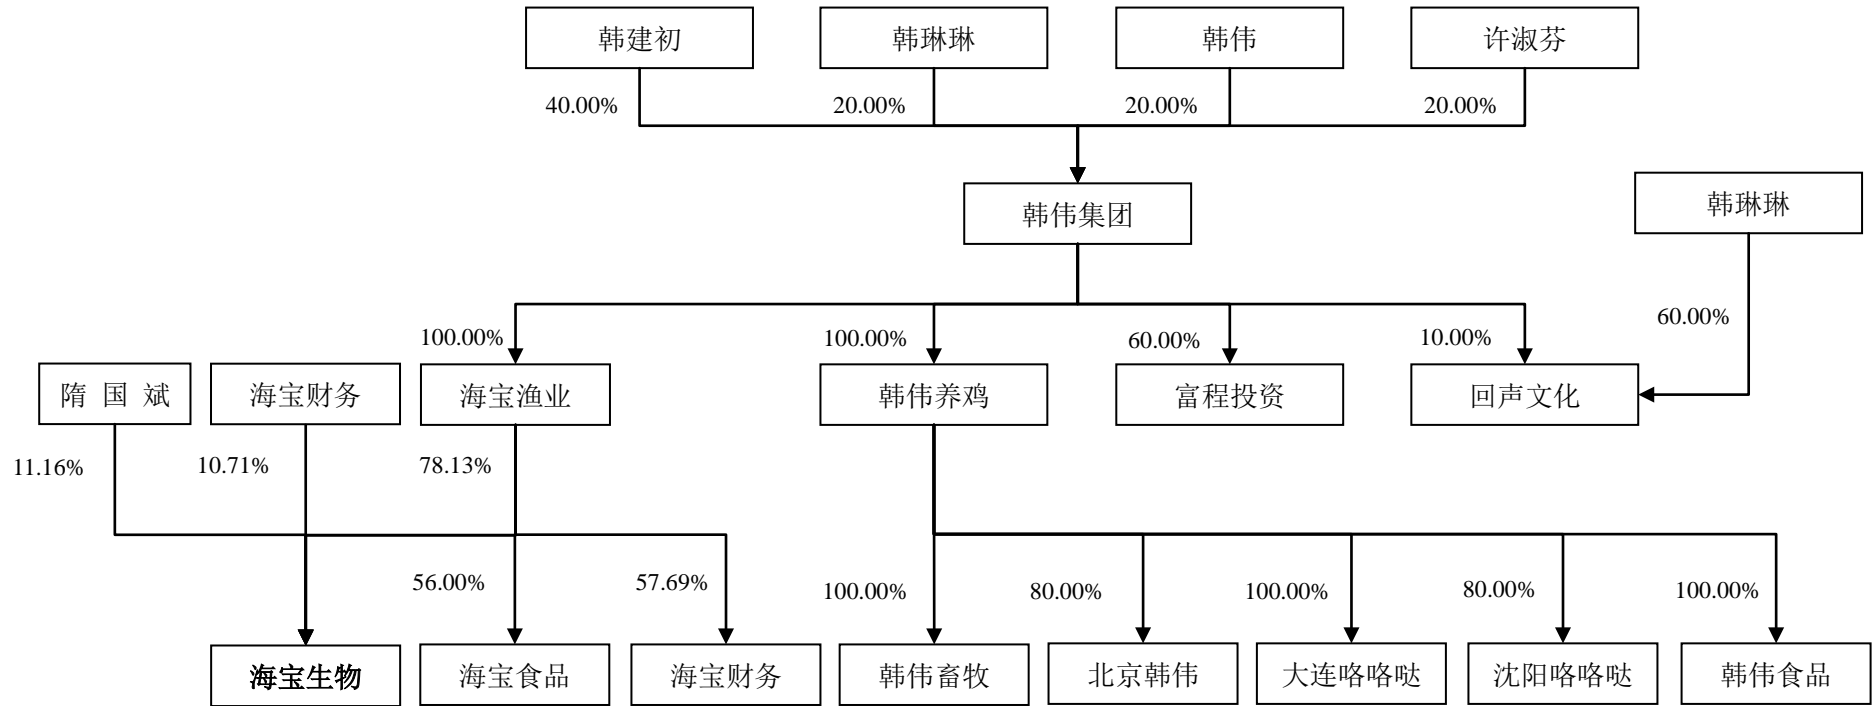 韩建初
韩琳琳
韩伟
许淑芬
40.00%
20.00%
20.00%
20.00%
韩伟集团
韩琳琳
100.00%
100.00%
60.00%
10.00%
60.00%
隋 国 斌
海宝财务
海宝渔业
韩伟养鸡
富程投资
回声文化
11.16%
10.71%
78.13%
56.00%
57.69%
100.00%
80.00%
100.00%
80.00%
100.00%
海宝生物
海宝食品
海宝财务
韩伟畜牧
北京韩伟
大连咯咯哒
沈阳咯咯哒
韩伟食品